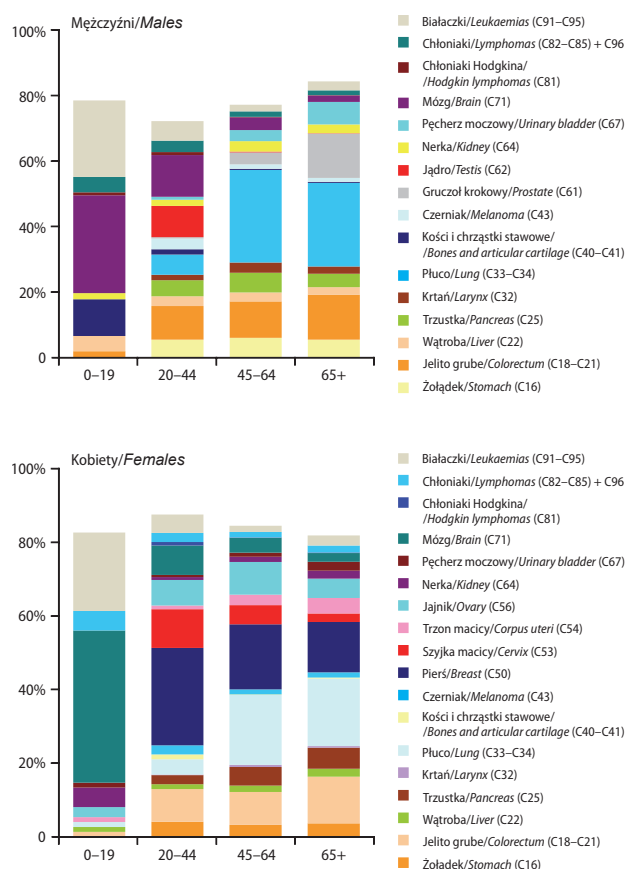 Mężczyźni/Males
100%
80%
60%
40%
20%
0
0–19
20–44
45–64
65+
Białaczki/Leukaemias (C91–C95)
Chłoniaki/Lymphomas (C82–C85) + C96
Chłoniaki Hodgkina/
/Hodgkin lymphomas (C81)
Mózg/Brain (C71)
Pęcherz moczowy/Urinary bladder (C67)
Nerka/Kidney (C64)
Jądro/Testis (C62)
Gruczoł krokowy/Prostate (C61)
Czerniak/Melanoma (C43)
Kości i chrząstki stawowe/
/Bones and articular cartilage (C40–C41)
Płuco/Lung (C33–C34)
Krtań/Larynx (C32)
Trzustka/Pancreas (C25)
Wątroba/Liver (C22)
Jelito grube/Colorectum (C18–C21)
Żołądek/Stomach (C16)
Kobiety/Females
100%
80%
60%
40%
20%
0
0–19
20–44
45–64
65+
Białaczki/Leukaemias (C91–C95)
Chłoniaki/Lymphomas (C82–C85) + C96
Chłoniaki Hodgkina/
/Hodgkin lymphomas (C81)
Mózg/Brain (C71)
Pęcherz moczowy/Urinary bladder (C67)
Nerka/Kidney (C64)
Jajnik/Ovary (C56)
Trzon macicy/Corpus uteri (C54)
Szyjka macicy/Cervix (C53)
Pierś/Breast (C50)
Czerniak/Melanoma (C43)
Kości i chrząstki stawowe/
/Bones and articular cartilage (C40–C41)
Płuco/Lung (C33–C34)
Krtań/Larynx (C32)
Trzustka/Pancreas (C25)
Wątroba/Liver (C22)
Jelito grube/Colorectum (C18–C21)
Żoładek/Stomach (C16)